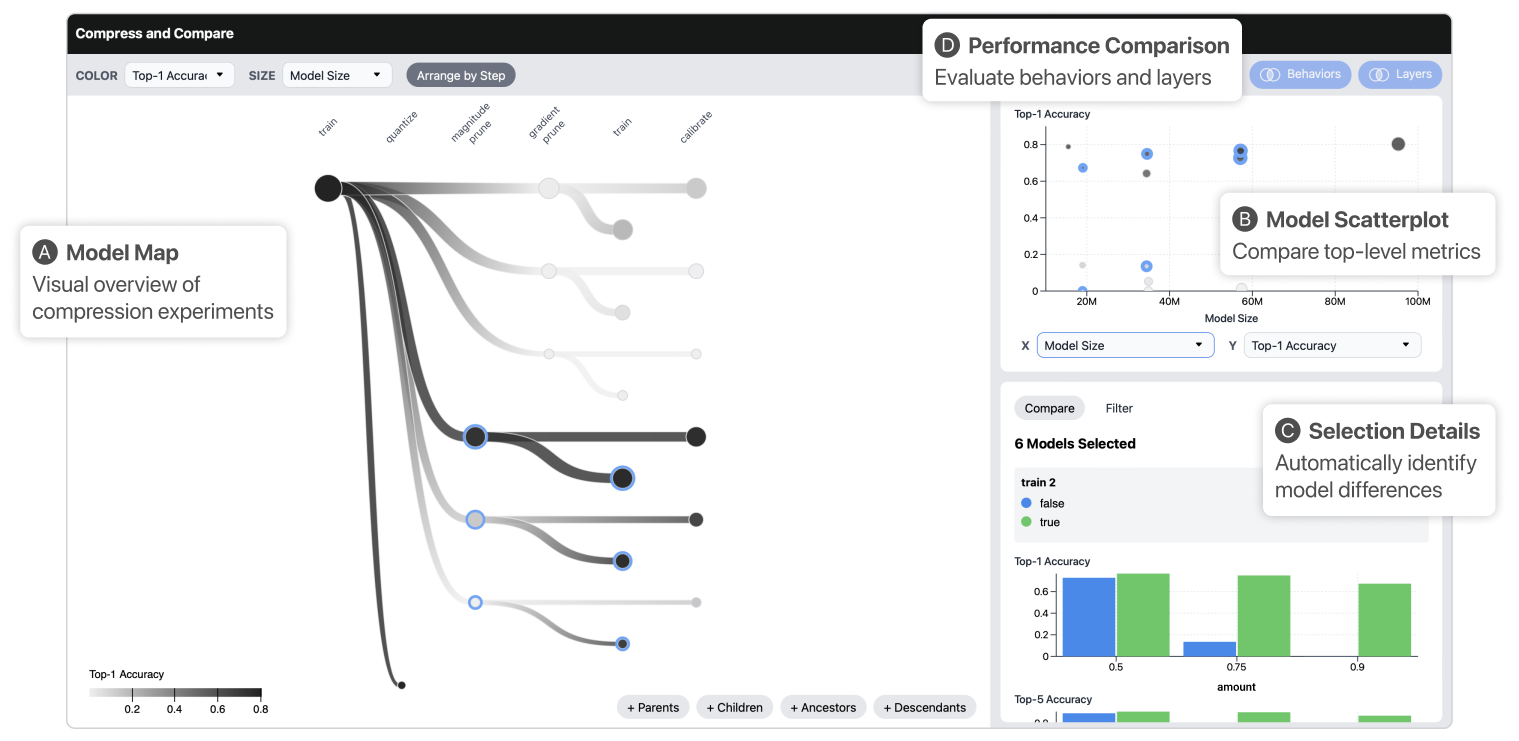 Compress and Compare
D Performance Comparison
Evaluate behaviors and layers
COLOR Top-1 Accurac SIZE Model Size Arrange by Step
Behaviors Layers
train
quantize
magnitude
prune
gradient
prune
train
calibrate
A Model Map
Visual overview of
compression experiments
Top-1 Accuracy
0.2 0.4 0.6 0.8
+ Parents + Children + Ancestors + Descendants
Top-1 Accuracy
0.8
0.6
0.4
0.2
0
20M 40M 60M 80M 100M
Model Size
X Model Size Y Top-1 Accuracy
B Model Scatterplot
Compare top-level metrics
Compare Filter
6 Models Selected
train 2
false
true
C Selection Details
Automatically identify
model differences
Top-1 Accuracy
0.6
0.4
0.2
0
0.5 0.75 0.9
amount
Top-5 Accuracy